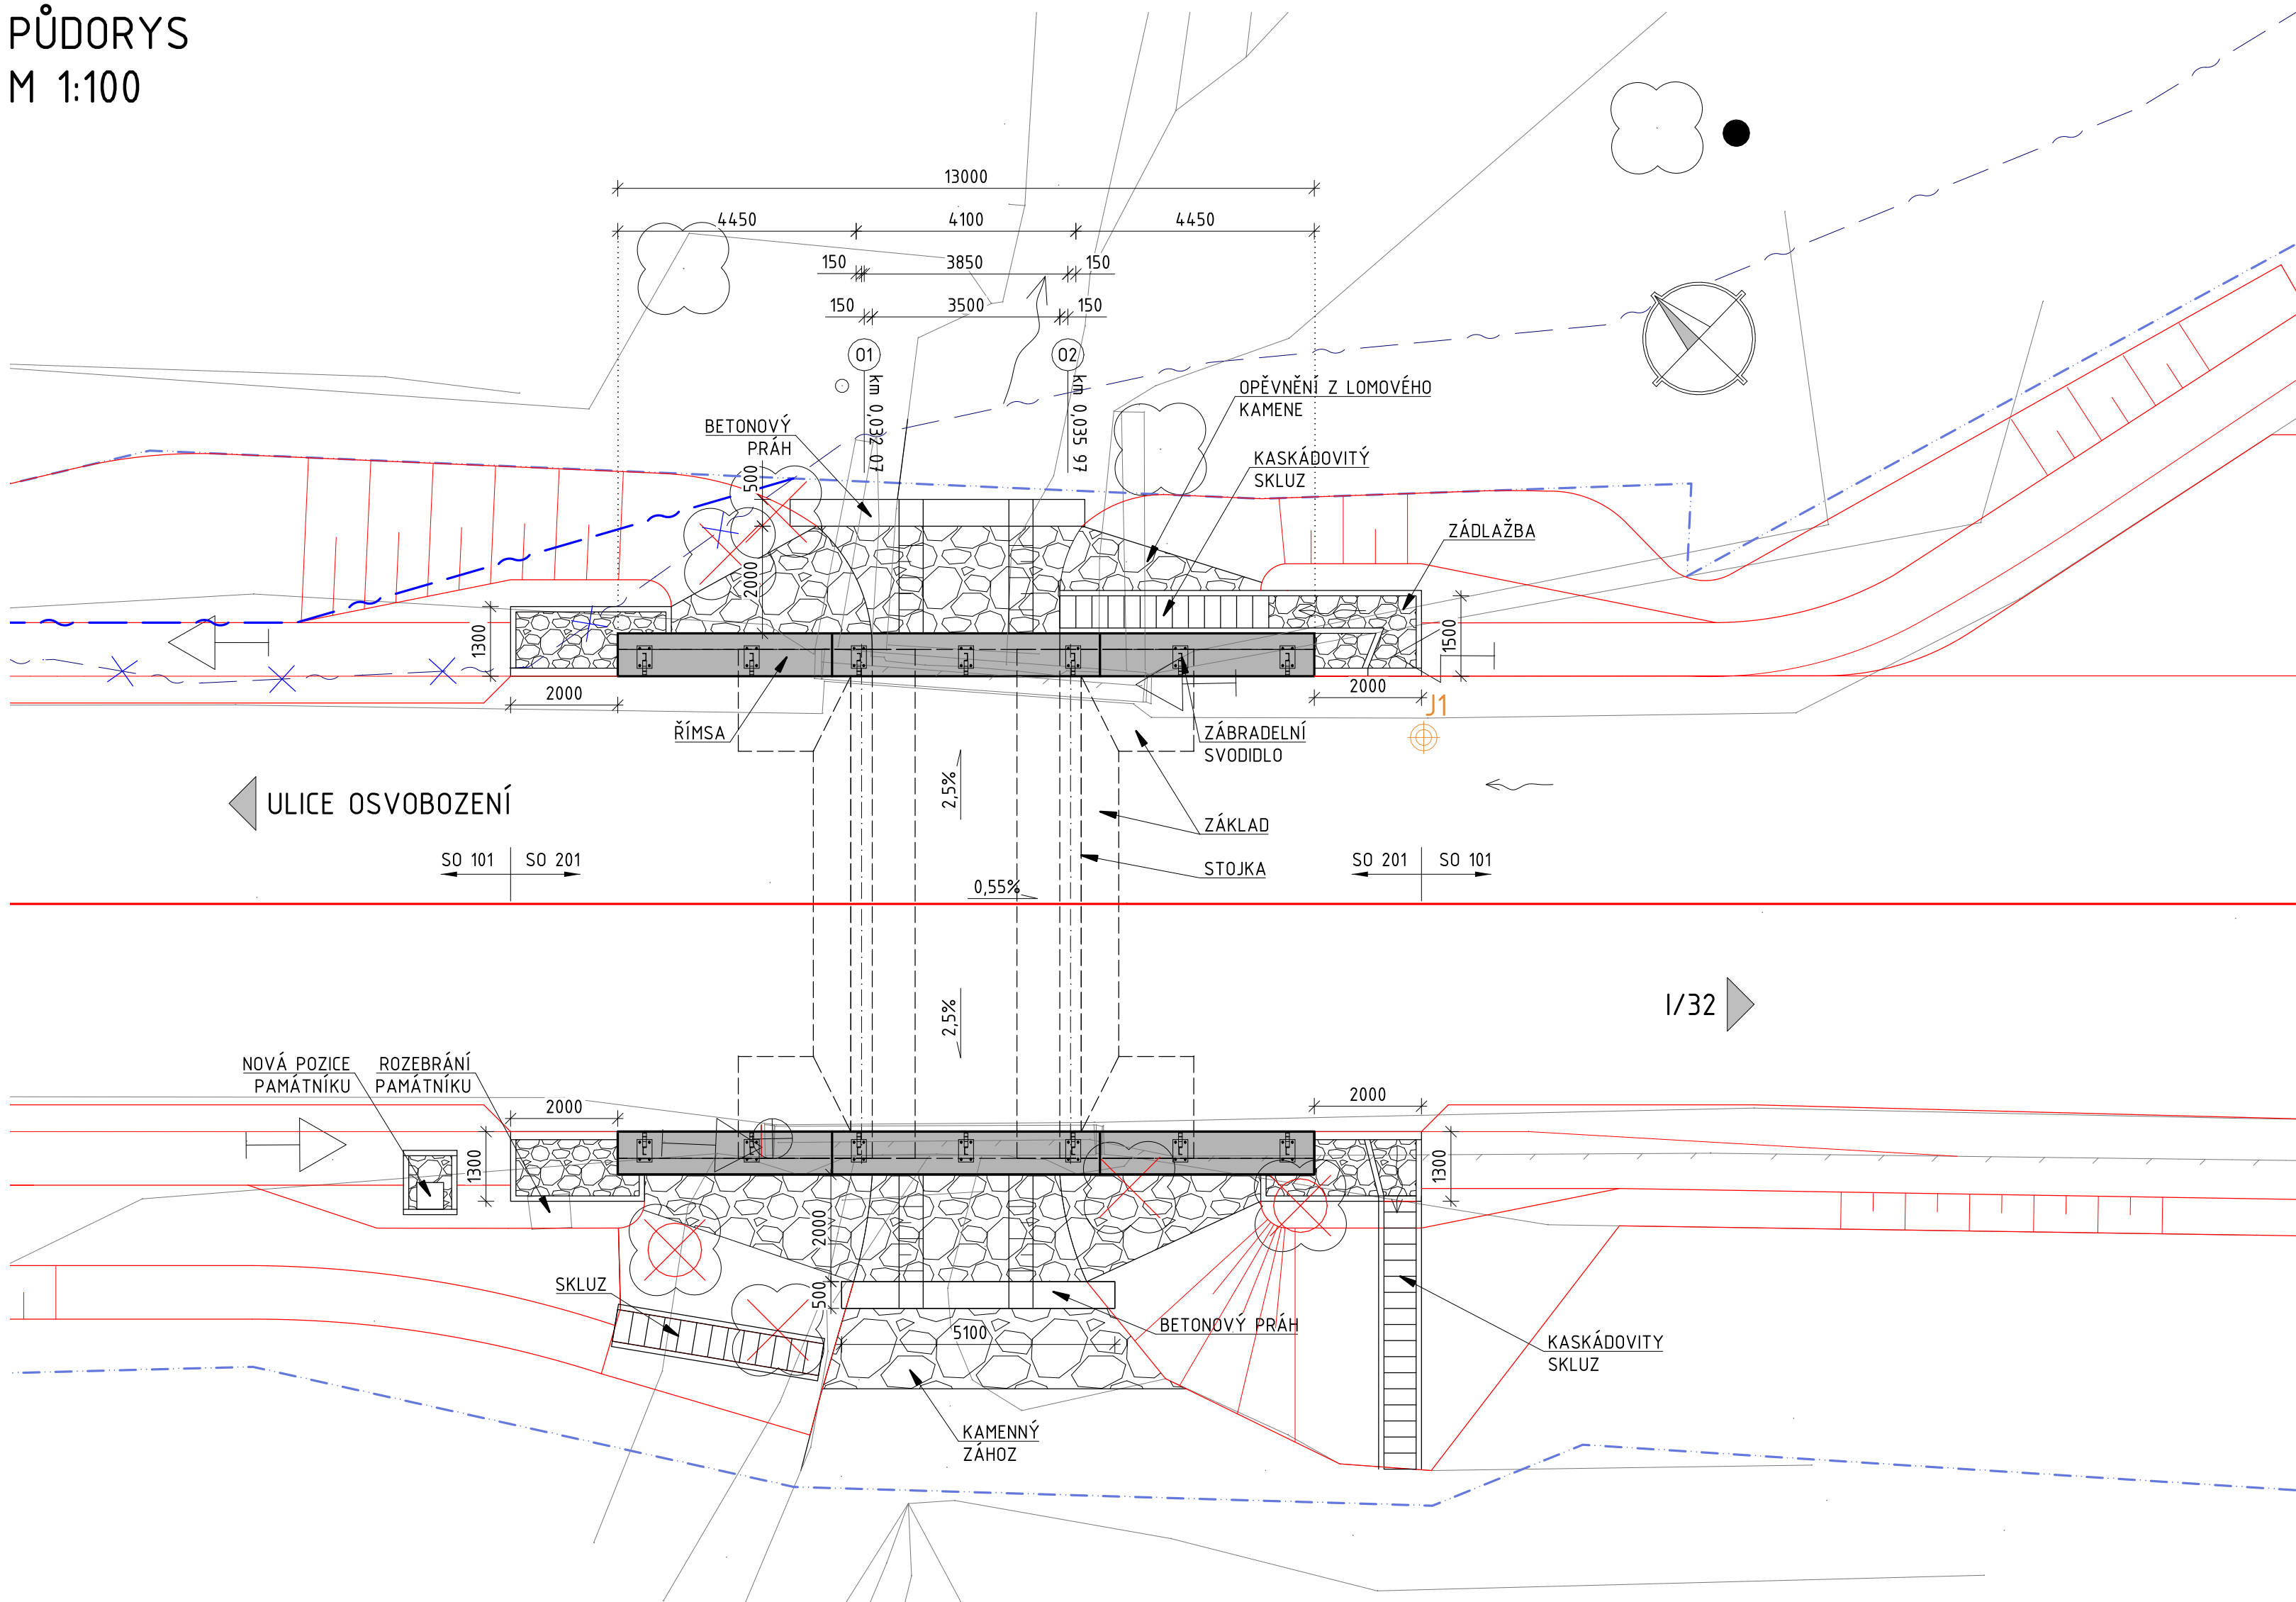 PŮDORYS
M 1:100
13000
4450
4100
4450
150
3850
150
150
3500
150
O1
O2
km 0,032 07
km 0,035 97
OPĚVNĚNÍ Z LOMOVÉHO
KAMENE
BETONOVÝ
PRÁH
KASKÁDOVITÝ
SKLUZ
500
ZÁDLAŽBA
2000
1300
1500
2000
2000
J1
ŘÍMSA
ZÁBRADELNÍ
SVODIDLO
2,5%
ULICE OSVOBOZENÍ
ZÁKLAD
SO 101
SO 201
SO 201
SO 101
STOJKA
0,55%
2,5%
I/32
NOVÁ POZICE
PAMÁTNÍKU
ROZEBRÁNÍ
PAMÁTNÍKU
2000
2000
1300
1300
2000
SKLUZ
500
5100
BETONOVÝ PRÁH
KASKÁDOVITY
SKLUZ
KAMENNÝ
ZÁHOZ